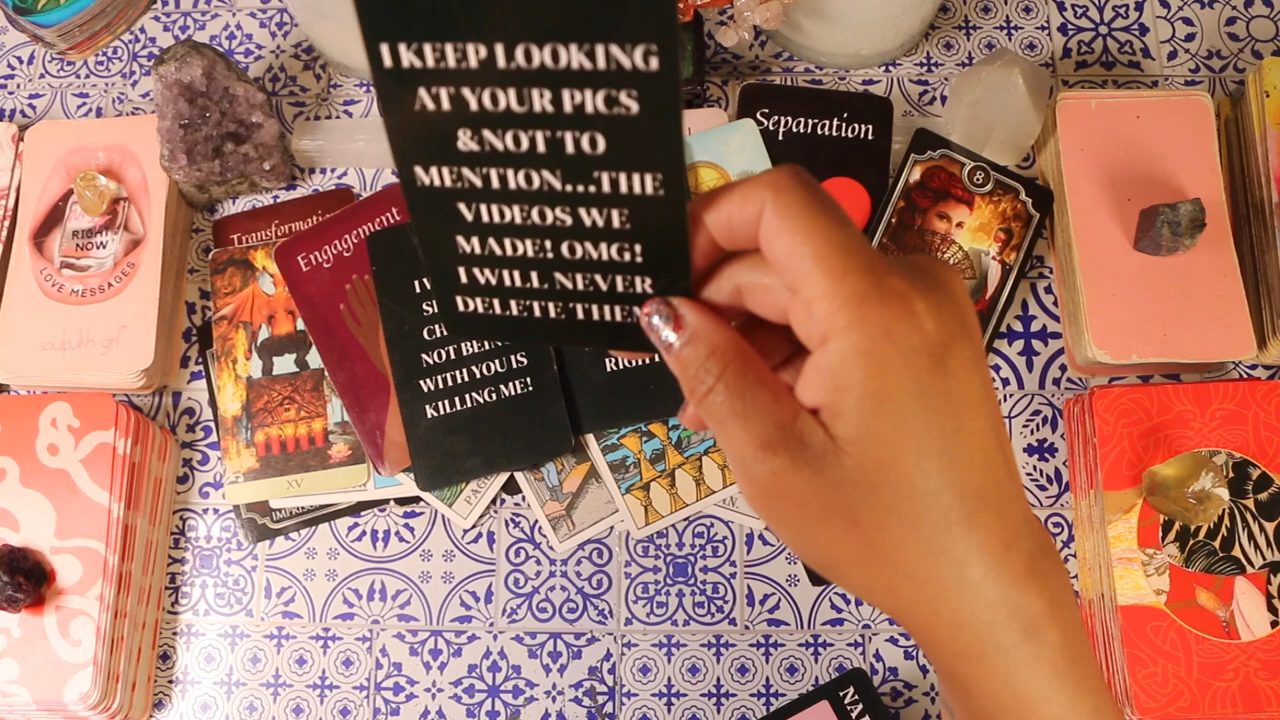 I KEEP LOOKING
AT YOUR PICS
&NOT TO
MENTION...THE
VIDEOS WE
MADE! OMG!
I WILL NEVER
DELETE THEM
Separation
8
Transformation
Engagement
NOT BEING
WITH YOU IS
KILLING ME!
XV
RIGHT
NOW
LOVE MESSAGES